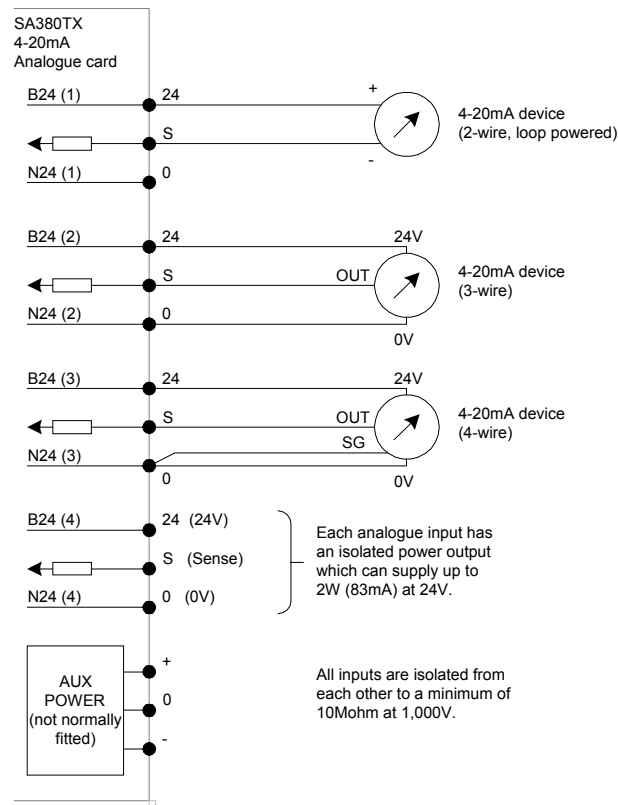 SA380TX
4-20mA
Analogue card
B24 (1)
24
+
S
N24 (1)
0
-
4-20mA device
(2-wire, loop powered)
B24 (2)
24
24V
S
OUT
N24 (2)
0
0V
4-20mA device
(3-wire)
B24 (3)
24
24V
S
OUT
SG
N24 (3)
0
0V
4-20mA device
(4-wire)
B24 (4)
24 (24V)
S (Sense)
N24 (4)
0 (0V)
Each analogue input has
an isolated power output
which can supply up to
2W (83mA) at 24V.
AUX
POWER
(not normally
fitted)
+
0
-
All inputs are isolated from
each other to a minimum of
10Mohm at 1,000V.